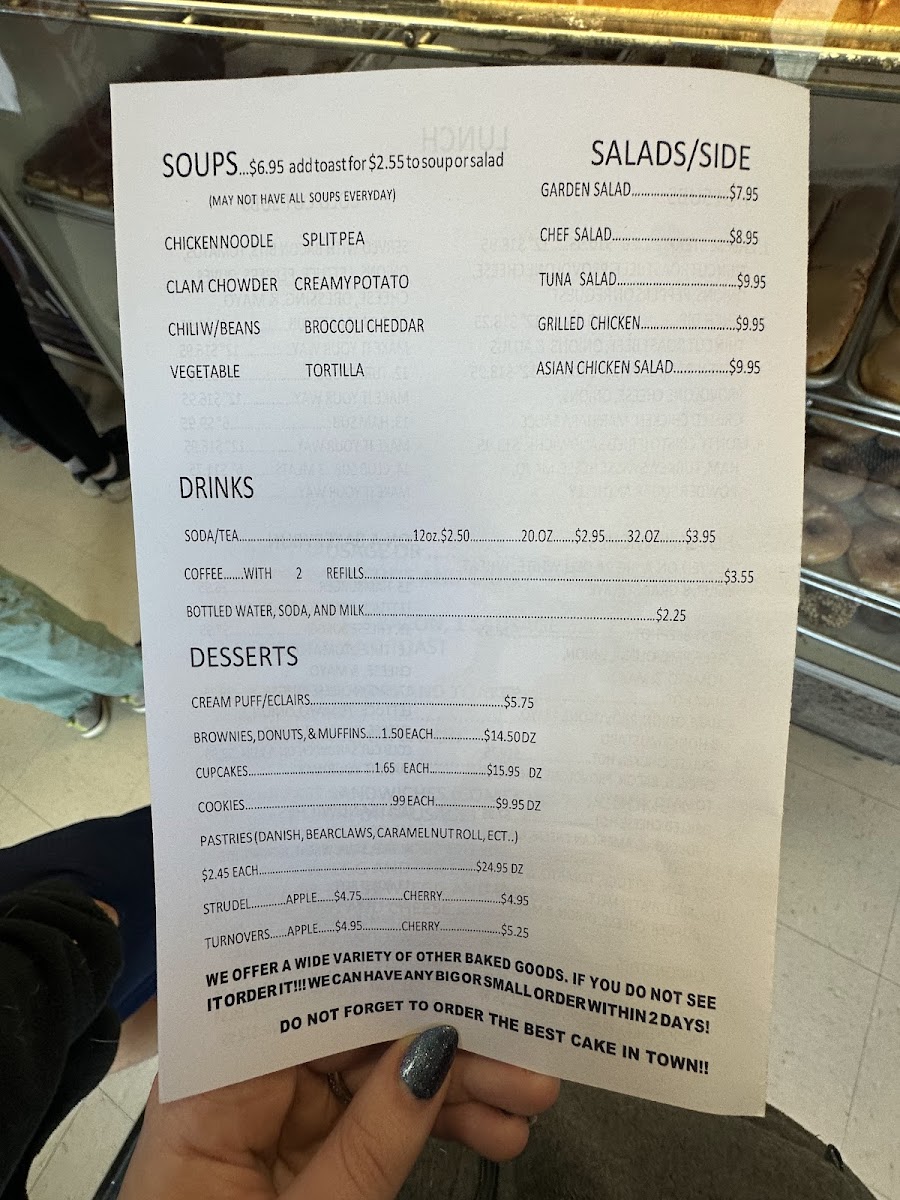 SOUPS...$6.95 add toast for $2.55 to soup or salad
(MAY NOT HAVE ALL SOUPS EVERYDAY)
CHICKEN NOODLE SPLIT PEA
CLAM CHOWDER CREAMY POTATO
CHILI W/BEANS BROCCOLI CHEDDAR
VEGETABLE TORTILLA
SALADS/SIDE
GARDEN SALAD.............................$7.95
CHEF SALAD...................................$8.95
TUNA SALAD...................................$9.95
GRILLED CHICKEN............................$9.95
ASIAN CHICKEN SALAD................$9.95
DRINKS
SODA/TEA....................................................12oz.$2.50...............20.OZ......$2.95......32.OZ.......$3.95
COFFEE......WITH 2 REFILLS....................................................................................................$3.55
BOTTLED WATER, SODA, AND MILK..................................................................................$2.25
DESSERTS
CREAM PUFF/ECLAIRS......................................................$5.75
BROWNIES, DONUTS, & MUFFINS.....1.50 EACH...............$14.50 DZ
CUPCAKES....................................1.65 EACH................$15.95 DZ
COOKIES..........................................99 EACH..................$9.95 DZ
PASTRIES (DANISH, BEARCLAWS, CARAMEL NUT ROLL, ECT..)
$2.45 EACH...............................................................$24.95 DZ
STRUDEL..........APPLE.....$4.75............CHERRY.................$4.95
TURNOVERS.....APPLE.....$4.95...........CHERRY..................$5.25
WE OFFER A WIDE VARIETY OF OTHER BAKED GOODS. IF YOU DO NOT SEE
IT ORDER IT!!! WE CAN HAVE ANY BIG OR SMALL ORDER WITHIN 2 DAYS!
DO NOT FORGET TO ORDER THE BEST CAKE IN TOWN!!